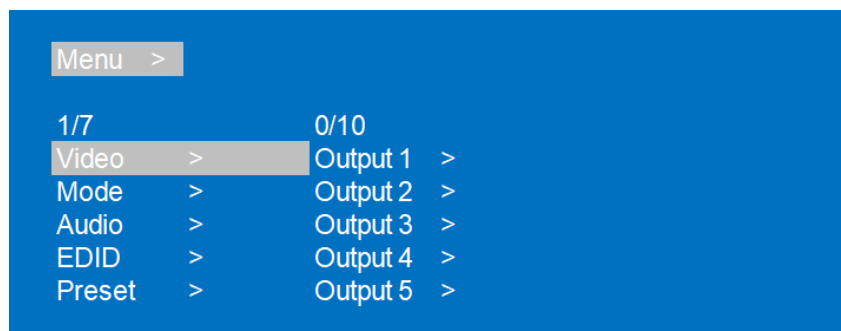 Menu >
1/7 0/10
Video > Output 1 >
Mode > Output 2 >
Audio > Output 3 >
EDID > Output 4 >
Preset > Output 5 >